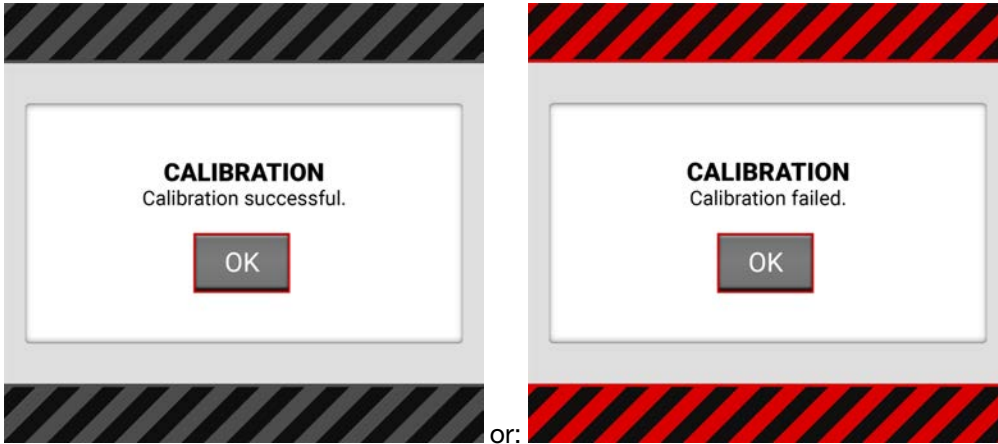 CALIBRATION
Calibration successful.
OK
or:
CALIBRATION
Calibration failed.
OK